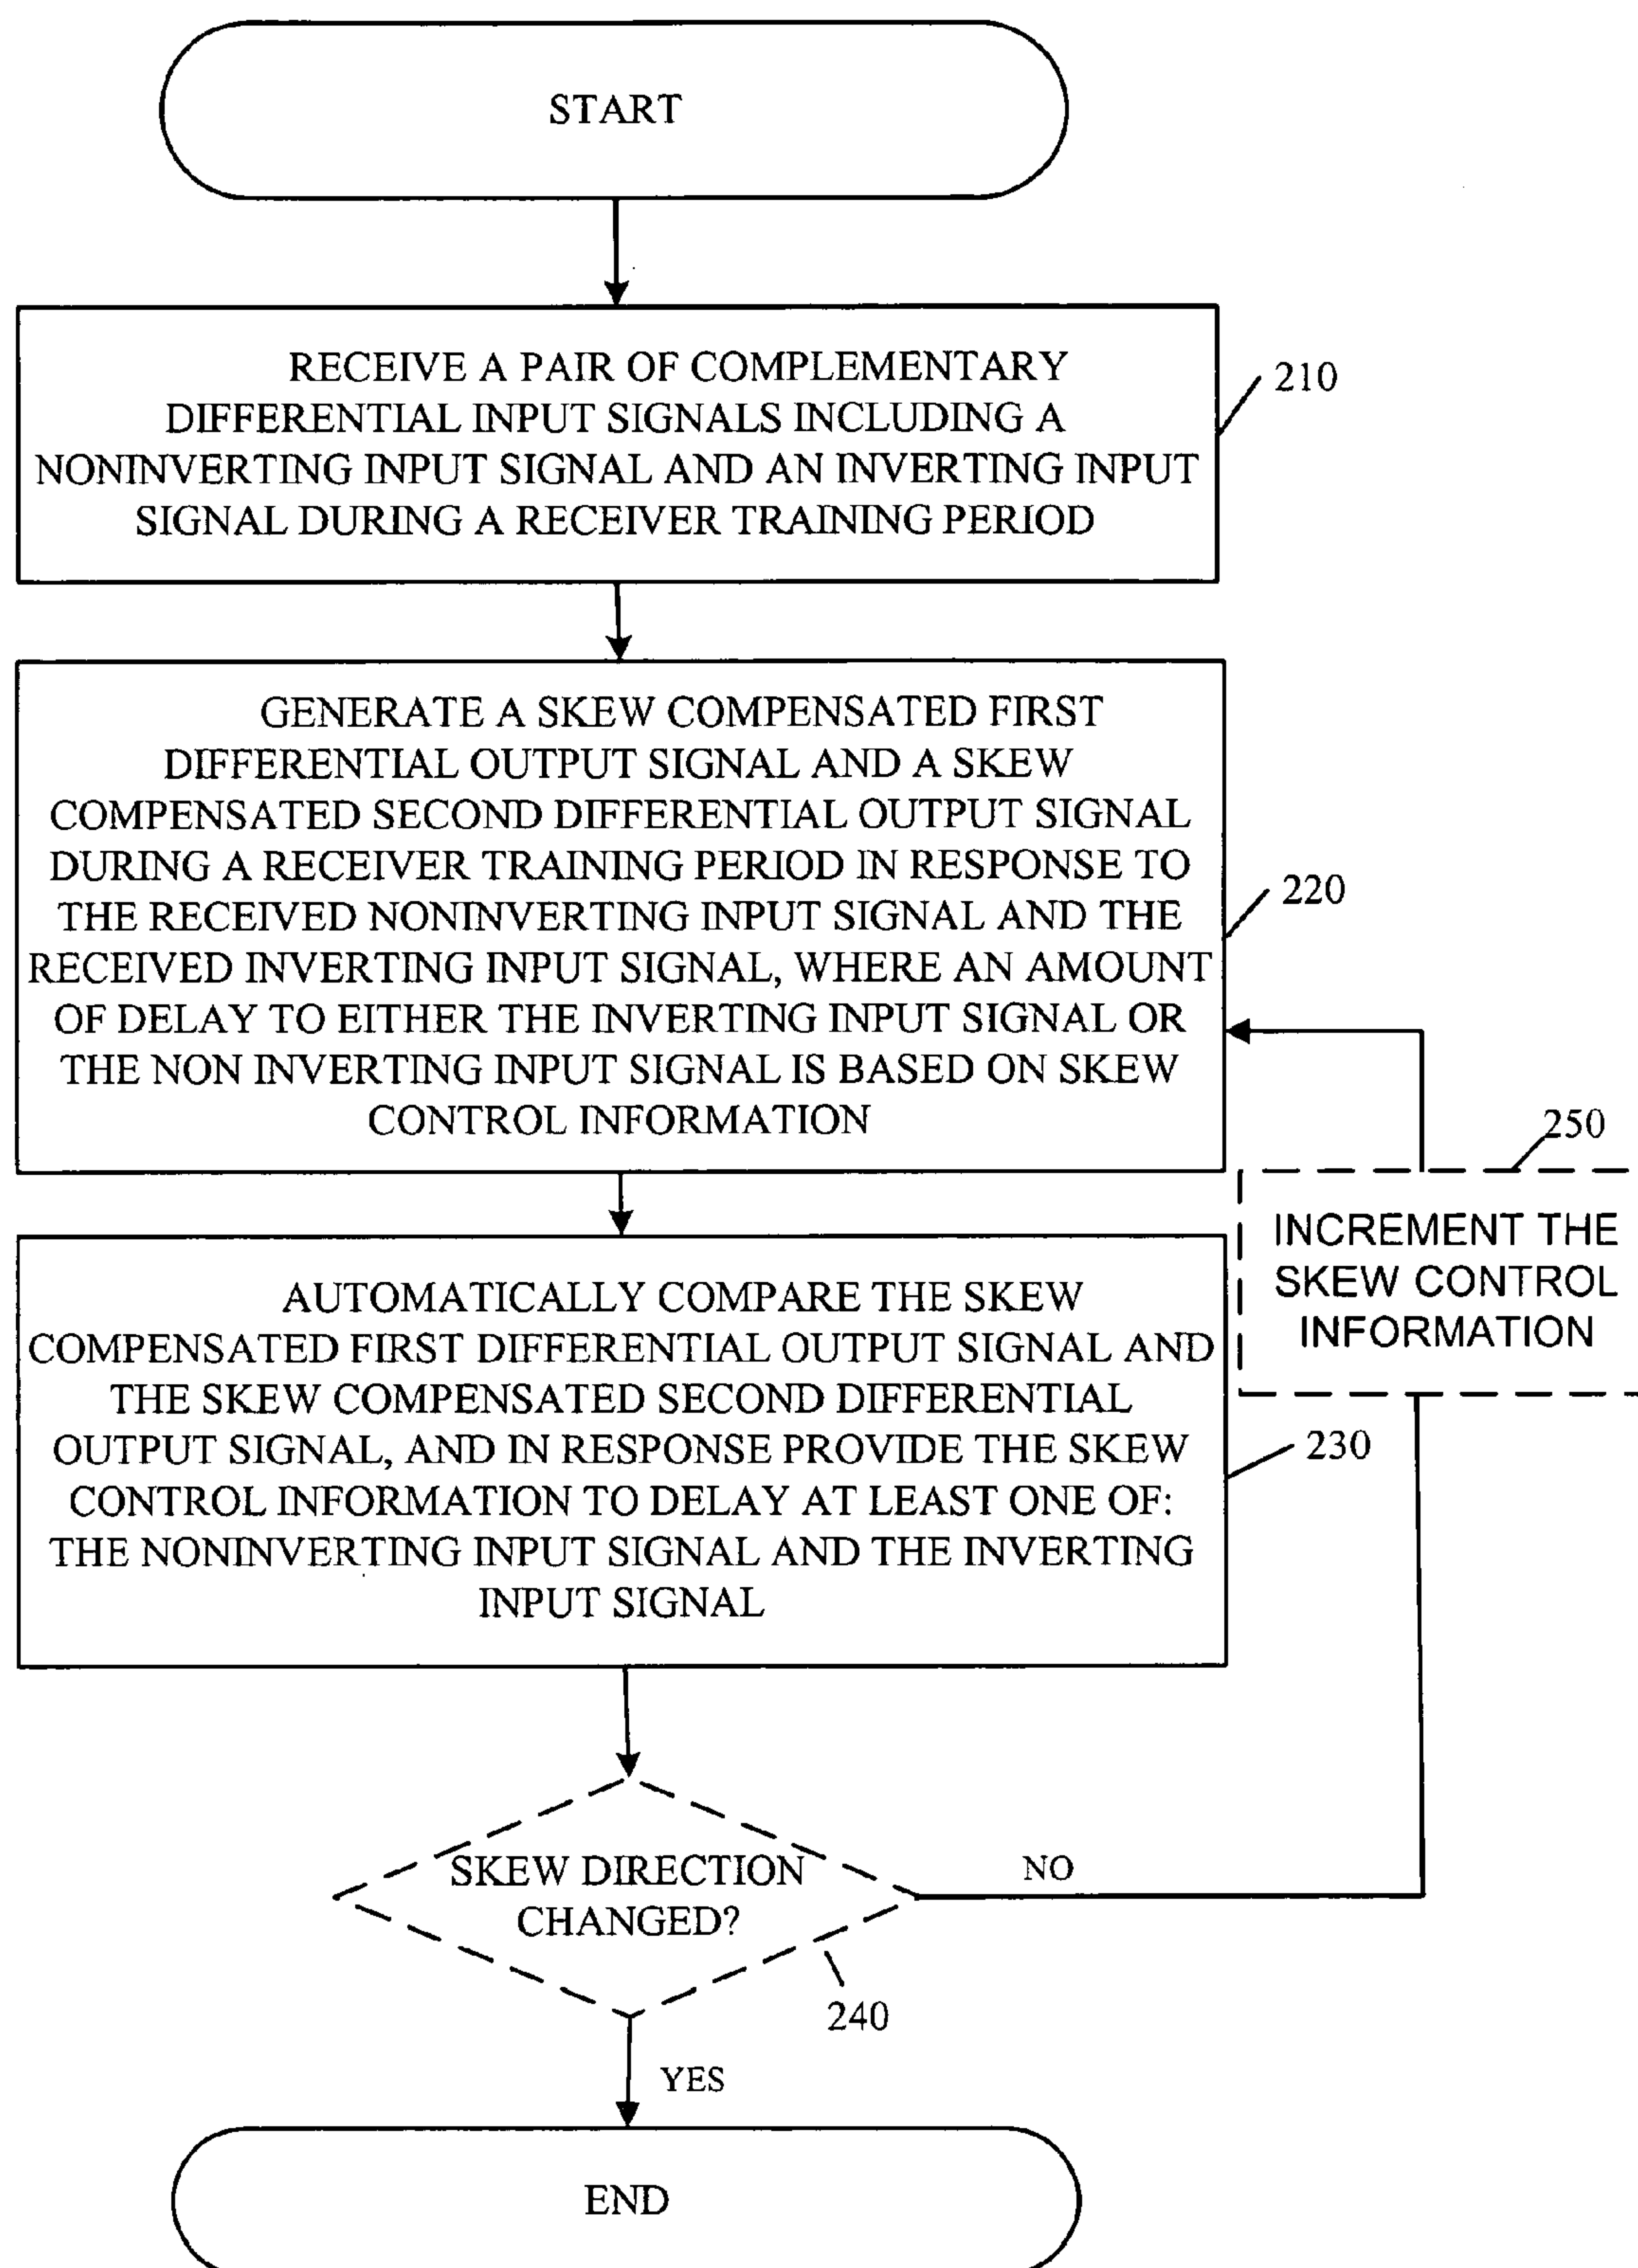 START
RECEIVE A PAIR OF COMPLEMENTARY
DIFFERENTIAL INPUT SIGNALS INCLUDING A
NONINVERTING INPUT SIGNAL AND AN INVERTING INPUT
SIGNAL DURING A RECEIVER TRAINING PERIOD
210
GENERATE A SKEW COMPENSATED FIRST
DIFFERENTIAL OUTPUT SIGNAL AND A SKEW
COMPENSATED SECOND DIFFERENTIAL OUTPUT SIGNAL
DURING A RECEIVER TRAINING PERIOD IN RESPONSE TO
THE RECEIVED NONINVERTING INPUT SIGNAL AND THE
RECEIVED INVERTING INPUT SIGNAL, WHERE AN AMOUNT
OF DELAY TO EITHER THE INVERTING INPUT SIGNAL OR
THE NON INVERTING INPUT SIGNAL IS BASED ON SKEW
CONTROL INFORMATION
220
250
INCREMENT THE
SKEW CONTROL
INFORMATION
AUTOMATICALLY COMPARE THE SKEW
COMPENSATED FIRST DIFFERENTIAL OUTPUT SIGNAL AND
THE SKEW COMPENSATED SECOND DIFFERENTIAL
OUTPUT SIGNAL, AND IN RESPONSE PROVIDE THE SKEW
CONTROL INFORMATION TO DELAY AT LEAST ONE OF:
THE NONINVERTING INPUT SIGNAL AND THE INVERTING
INPUT SIGNAL
230
SKEW DIRECTION
CHANGED?
NO
240
YES
END